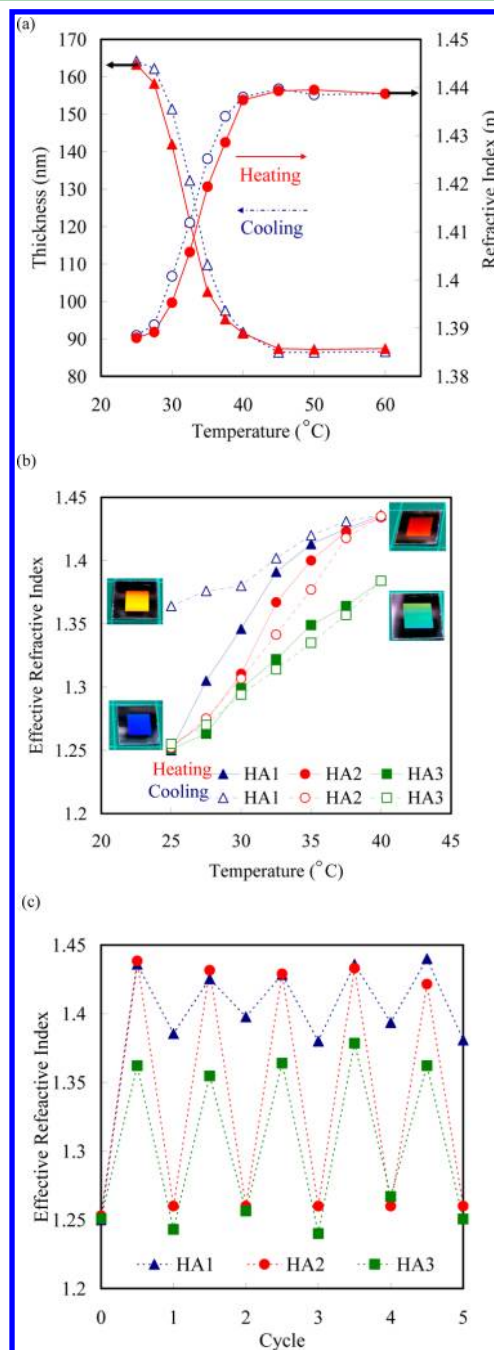 (a)
170
160
150
140
130
120
110
100
90
80
Thickness (nm)
1.45
1.44
1.43
1.42
1.41
1.4
1.39
1.38
Refractive Index (n)
Heating
Cooling
20 30 40 50 60
Temperature (°C)
(b)
1.45
1.4
1.35
1.3
1.25
1.2
Effective Refractive Index
Heating HA1 HA2 HA3
Cooling HA1 HA2 HA3
20 25 30 35 40 45
Temperature (°C)
(c)
1.45
1.4
1.35
1.3
1.25
1.2
Effective Refeactive Index
HA1 HA2 HA3
0 1 2 3 4 5
Cycle